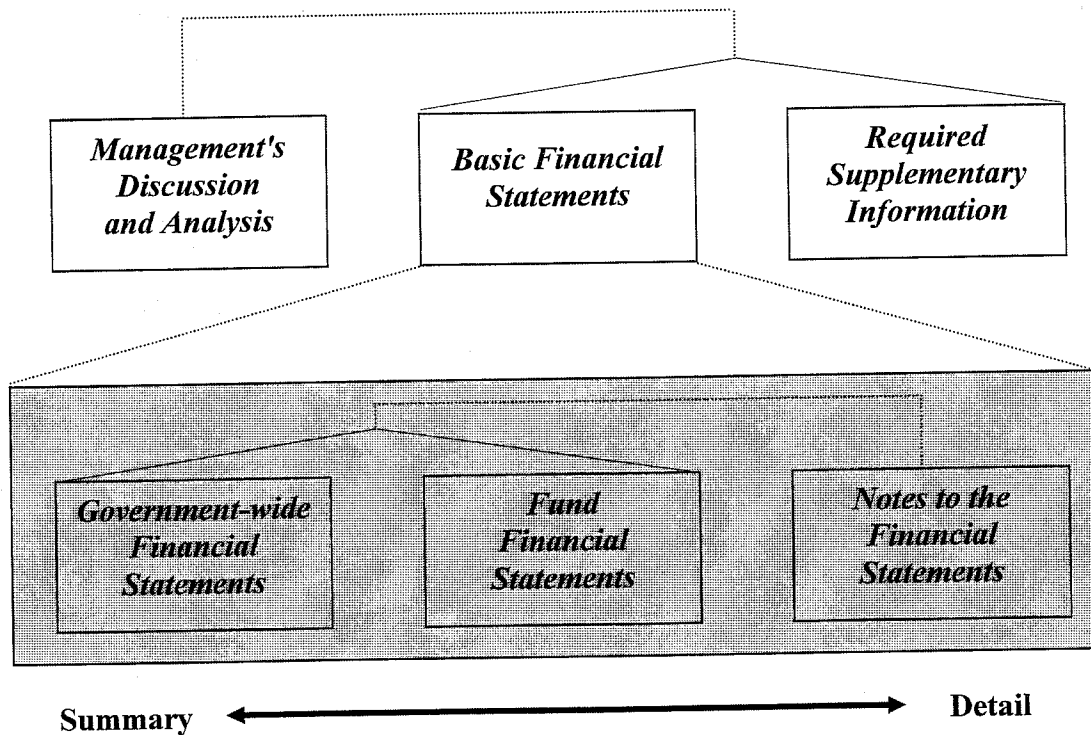 Management's
Discussion
and Analysis
Basic Financial
Statements
Required
Supplementary
Information
Government-wide
Financial
Statements
Fund
Financial
Statements
Notes to the
Financial
Statements
Summary
Detail